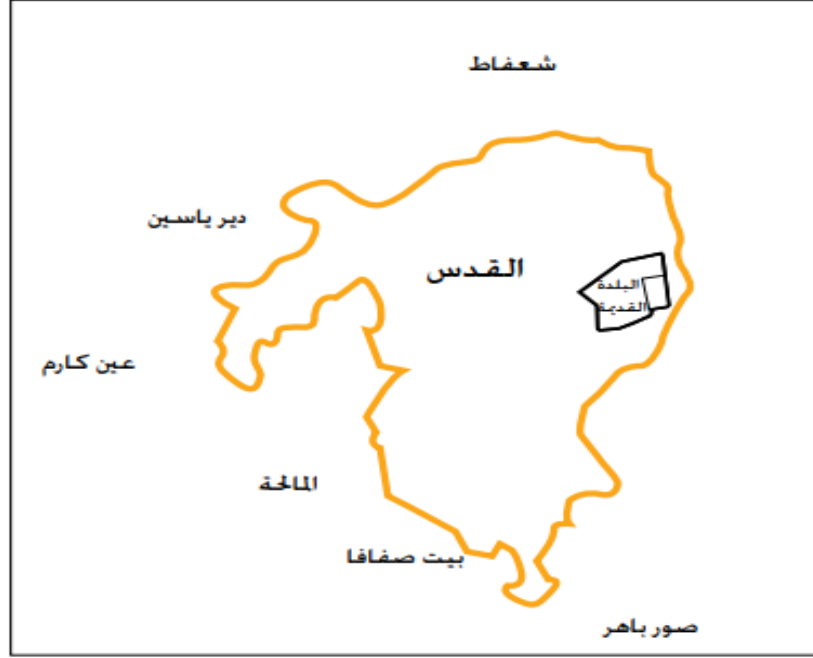 شعفاط
دير ياسين
القدس
البلدة
القديمة
عين كارم
المالحة
بيت صفافا
صور باهر